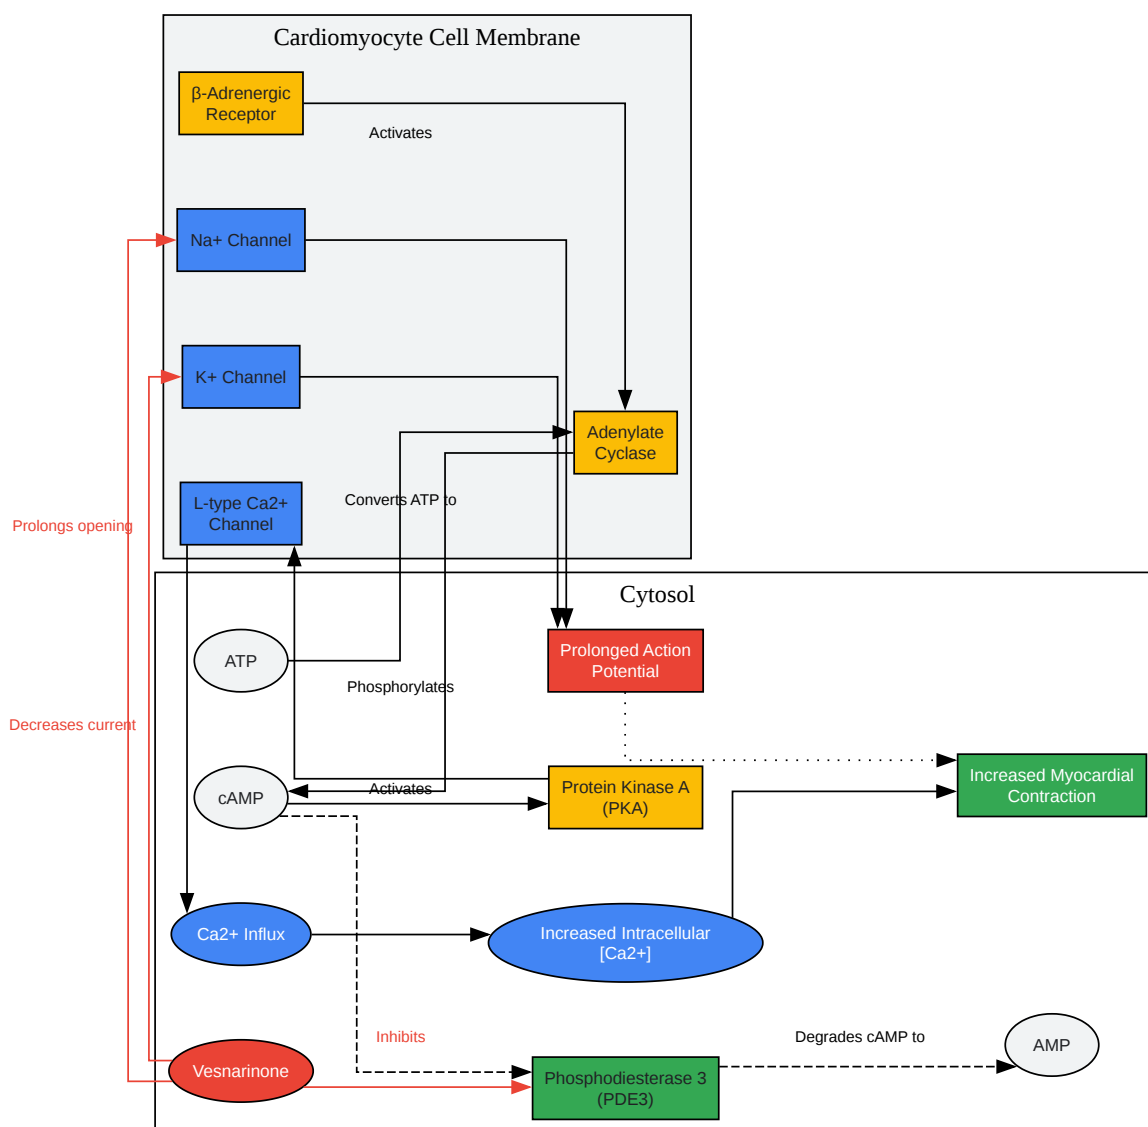 Cardiomyocyte Cell Membrane
β-Adrenergic
Receptor
Activates
Na+ Channel
K+ Channel
Adenylate
Cyclase
L-type Ca2+
Channel
Converts ATP to
Prolongs opening
Cytosol
ATP
Prolonged Action
Potential
Phosphorylates
Decreases current
cAMP
Activates
Protein Kinase A
(PKA)
Increased Myocardial
Contraction
Ca2+ Influx
Increased Intracellular
[Ca2+]
Inhibits
Degrades cAMP to
AMP
Vesnarinone
Phosphodiesterase 3
(PDE3)